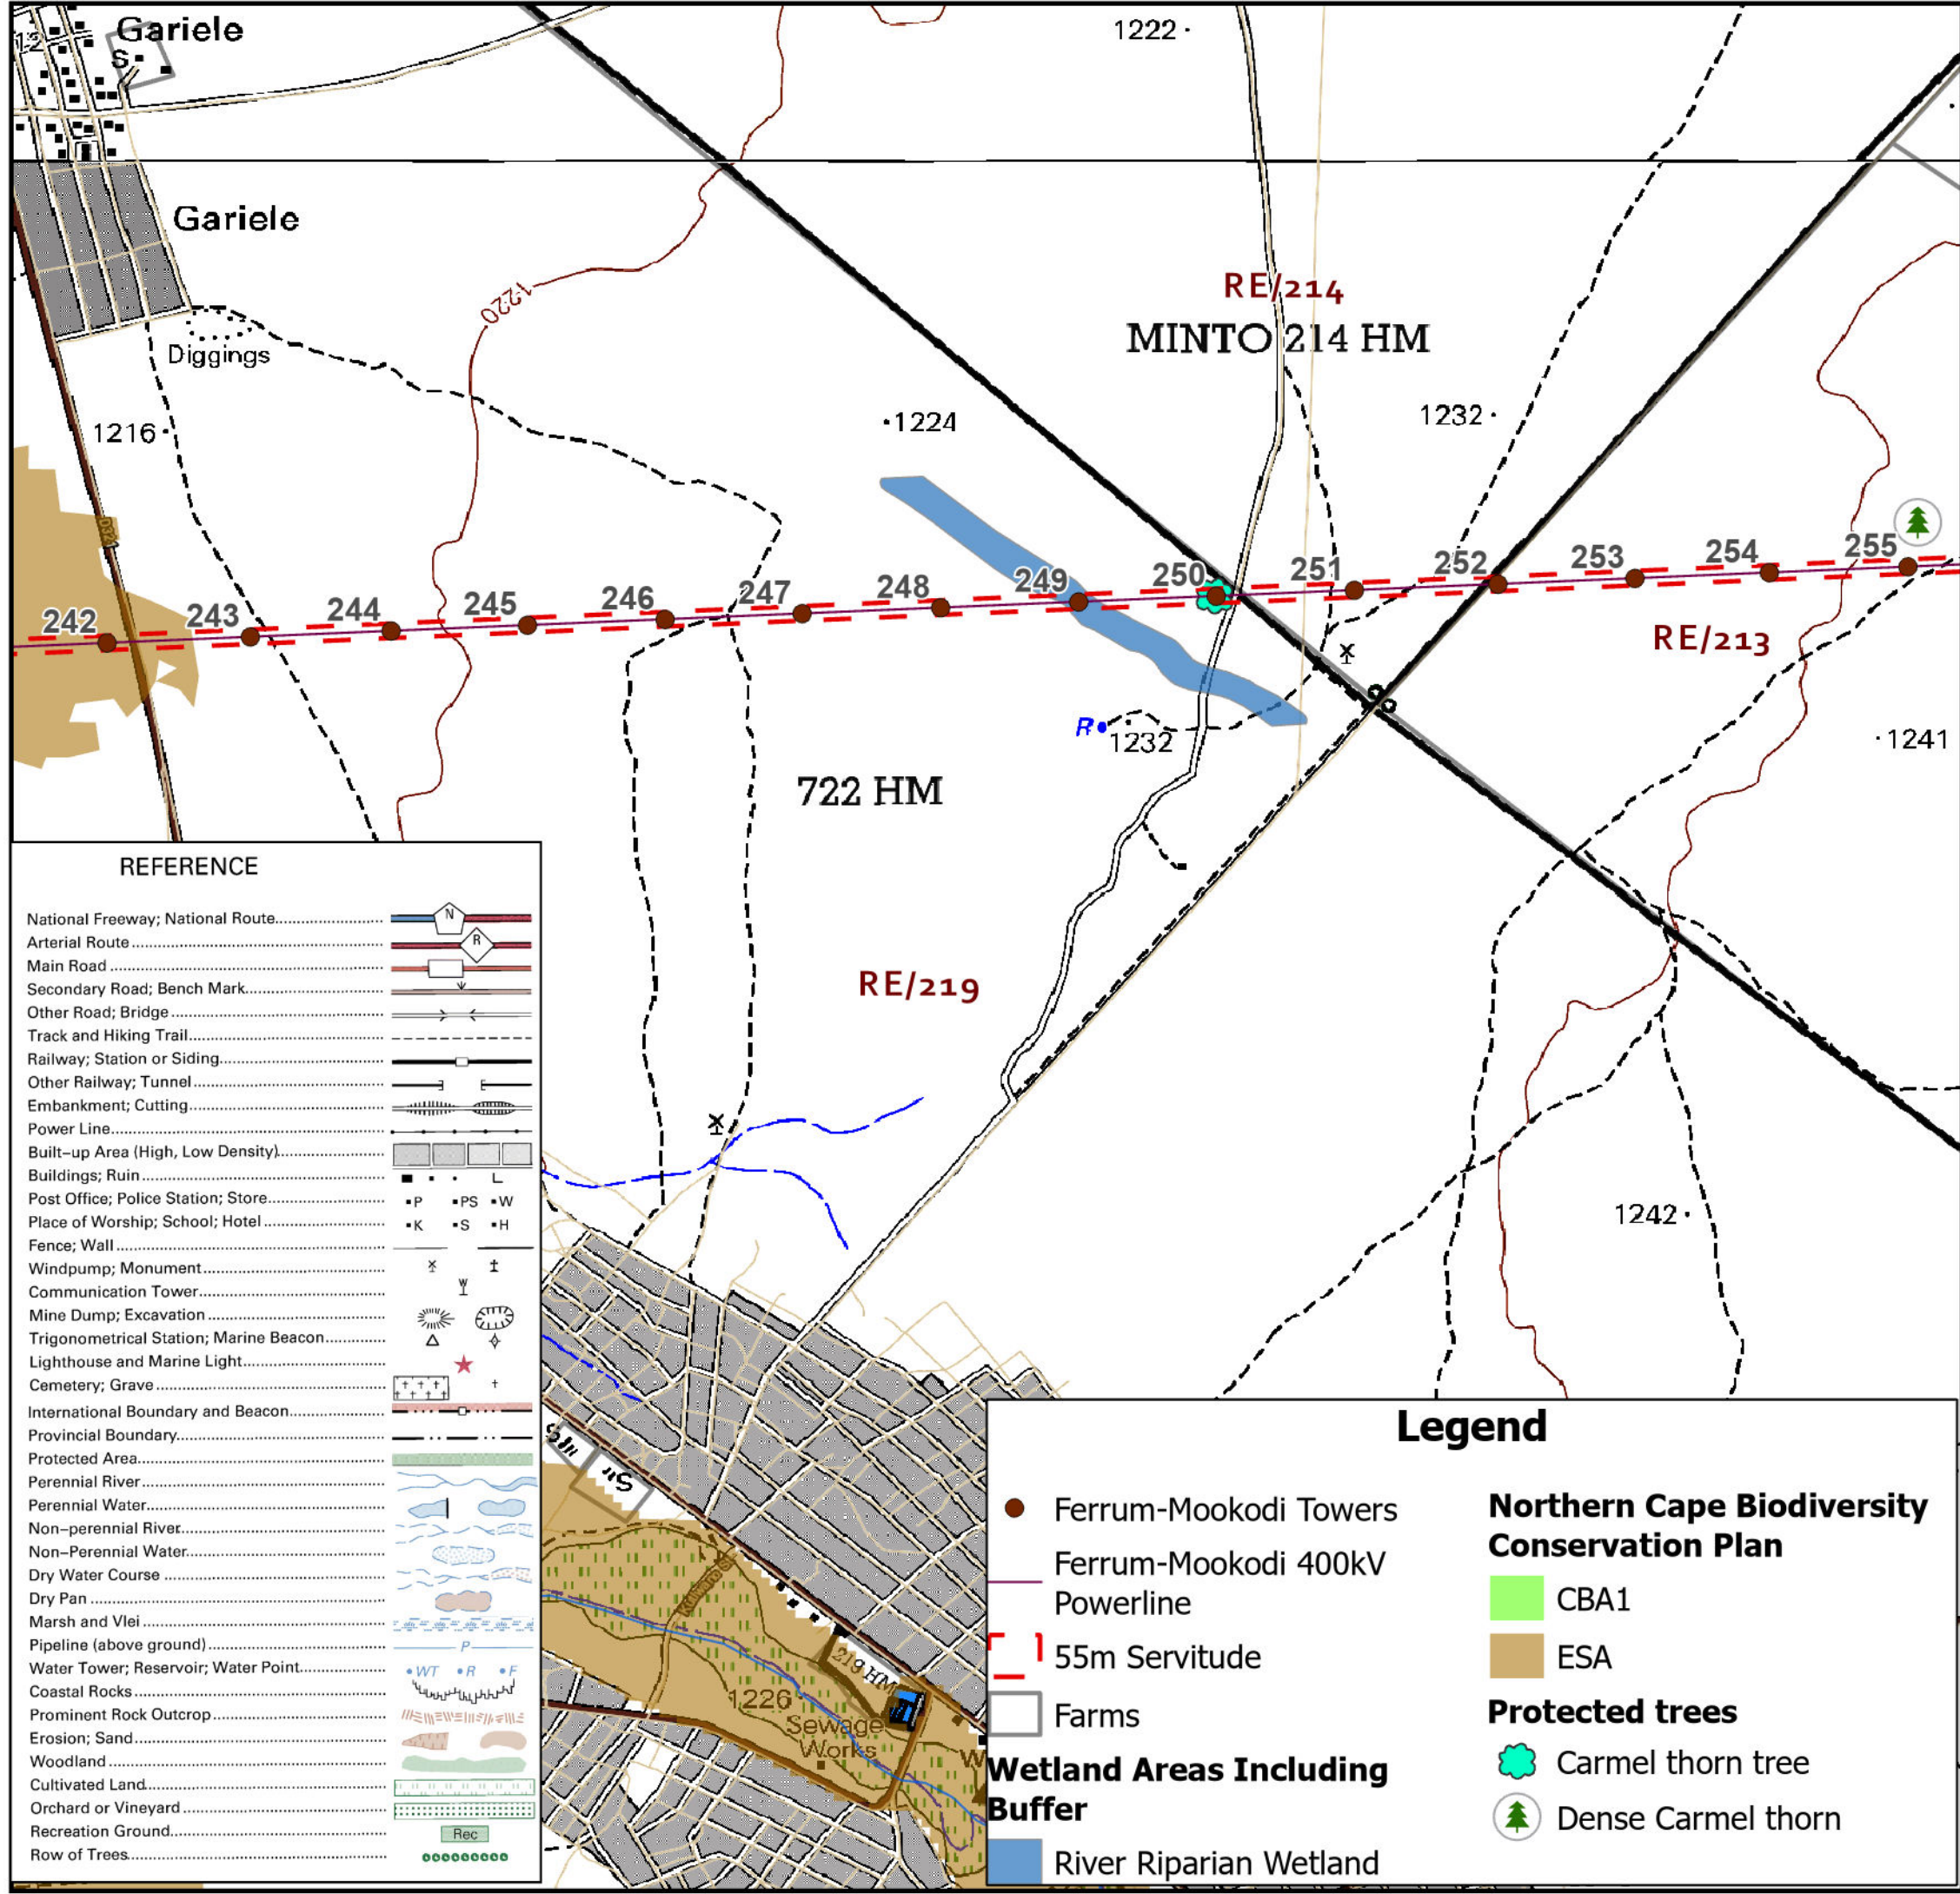 Gariele
S
1222
Gariele
1220
Diggings
RE/214
MINTO 214 HM
1216
1224
1232
242
243
244
245
246
247
248
249
250
251
252
253
254
255
RE/213
R
1232
1241
722 HM
RE/219
1242
REFERENCE
National Freeway; National Route
N
Arterial Route
R
Main Road
Secondary Road; Bench Mark
Other Road; Bridge
Track and Hiking Trail
Railway; Station or Siding
Other Railway; Tunnel
Embankment; Cutting
Power Line
Built-up Area (High, Low Density)
Buildings; Ruin
Post Office; Police Station; Store
P PS W
Place of Worship; School; Hotel
K S H
Fence; Wall
Windpump; Monument
Communication Tower
Mine Dump; Excavation
Trigonometrical Station; Marine Beacon
Lighthouse and Marine Light
Cemetery; Grave
International Boundary and Beacon
Provincial Boundary
Protected Area
Perennial River
Perennial Water
Non-perennial River
Non-Perennial Water
Dry Water Course
Dry Pan
Marsh and Vlei
Pipeline (above ground)
P
Water Tower; Reservoir; Water Point
WT R F
Coastal Rocks
Prominent Rock Outcrop
Erosion; Sand
Woodland
Cultivated Land
Orchard or Vineyard
Recreation Ground
Rec
Row of Trees
S
219 HM
1226
Sewage
Works
W
Legend
Ferrum-Mookodi Towers
Ferrum-Mookodi 400kV
Powerline
55m Servitude
Farms
Wetland Areas Including
Buffer
River Riparian Wetland
Northern Cape Biodiversity
Conservation Plan
CBA1
ESA
Protected trees
Carmel thorn tree
Dense Carmel thorn